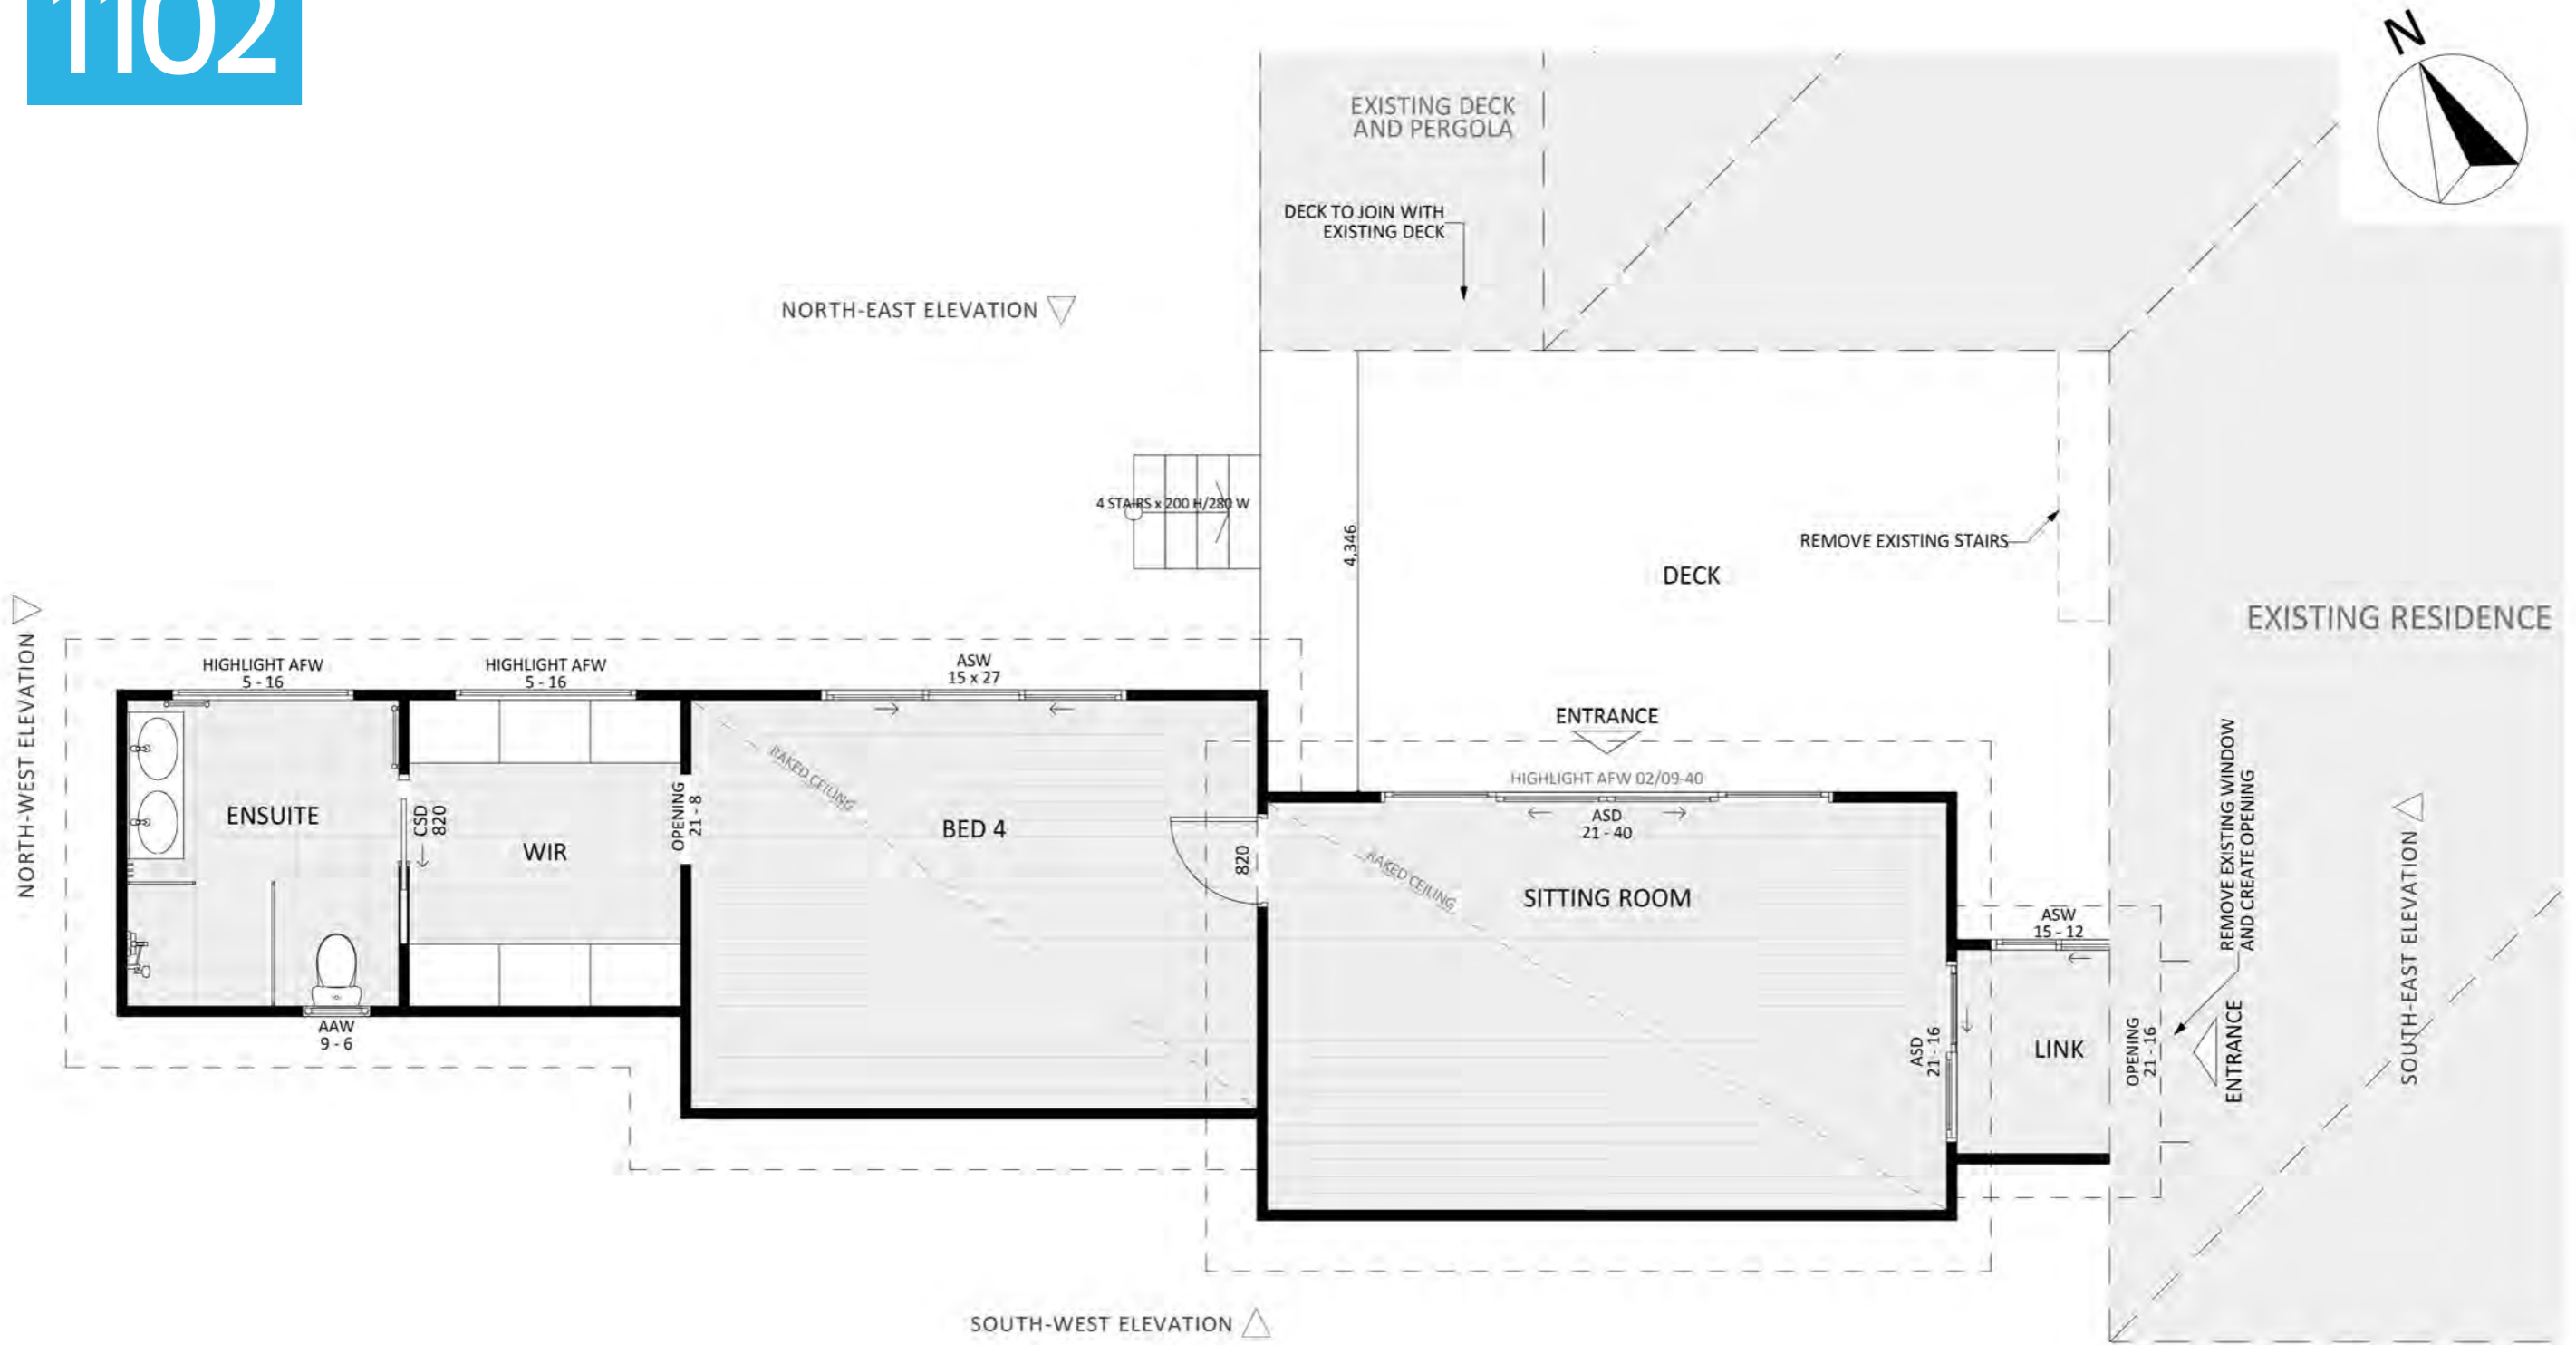 1102
N
EXISTING DECK
AND PERGOLA
DECK TO JOIN WITH
EXISTING DECK
NORTH-EAST ELEVATION
4 STAIRS x 200 H/280 W
4,346
REMOVE EXISTING STAIRS
DECK
EXISTING RESIDENCE
NORTH-WEST ELEVATION
HIGHLIGHT AFW
5 - 16
HIGHLIGHT AFW
5 - 16
ASW
15 x 27
ENTRANCE
HIGHLIGHT AFW 02/09-40
ASD
21 - 40
RAKED CEILING
ENSUITE
CSD
820
WIR
OPENING
21 - 8
BED 4
820
RAKED CEILING
SITTING ROOM
REMOVE EXISTING WINDOW
AND CREATE OPENING
SOUTH-EAST ELEVATION
ASW
15 - 12
AAW
9 - 6
ASD
21 - 16
LINK
OPENING
21 - 16
ENTRANCE
SOUTH-WEST ELEVATION